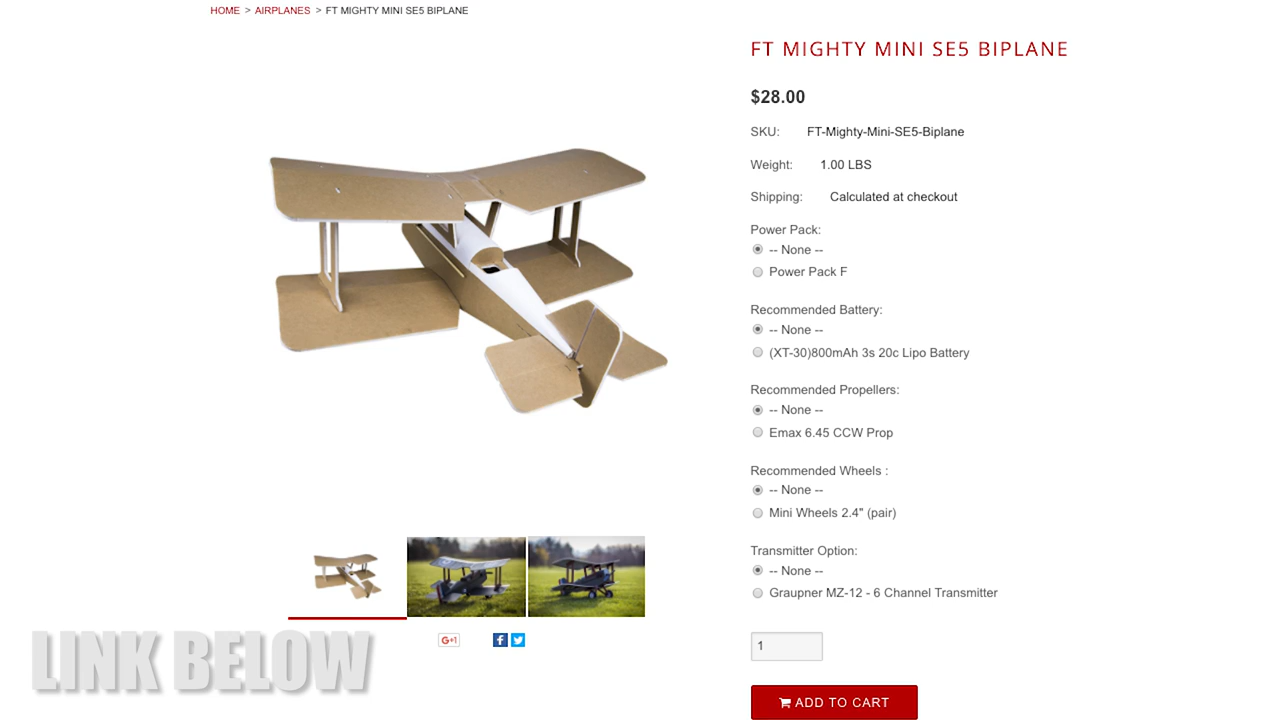 HOME > AIRPLANES > FT MIGHTY MINI SE5 BIPLANE
FT MIGHTY MINI SE5 BIPLANE
$28.00
SKU: FT-Mighty-Mini-SE5-Biplane
Weight: 1.00 LBS
Shipping: Calculated at checkout
Power Pack:
-- None --
Power Pack F
Recommended Battery:
-- None --
(XT-30)800mAh 3s 20c Lipo Battery
Recommended Propellers:
-- None --
Emax 6.45 CCW Prop
Recommended Wheels :
-- None --
Mini Wheels 2.4" (pair)
Transmitter Option:
-- None --
Graupner MZ-12 - 6 Channel Transmitter
1
ADD TO CART
G+1
LINK BELOW